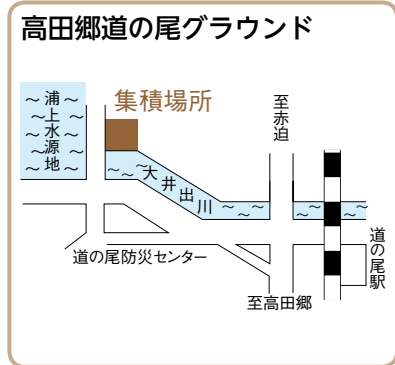 高田郷道の尾グラウンド
浦上水源地
集積場所
至赤迫
大井出川
道の尾防災センター
道の尾駅
至高田郷